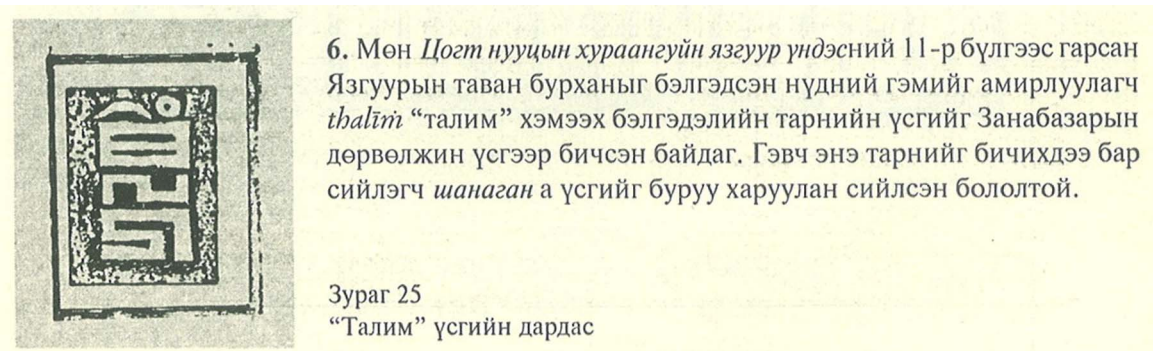 6. Мөн Цогт нууцын хураангуйн язгуур үндэсний 11-р бүлгээс гарсан
Язгуурын таван бурханыг бэлгэдсэн нүдний гэмийг амирлуулагч
thalīṁ “талим” хэмээх бэлгэдэлийн тарнийн үсгийг Занабазарын
дөрвөлжин үсгээр бичсэн байдаг. Гэвч энэ тарнийг бичихдээ бар
сийлэгч шанаган а үсгийг буруу харуулан сийлсэн бололтой.
Зураг 25
“Талим” үсгийн дардас